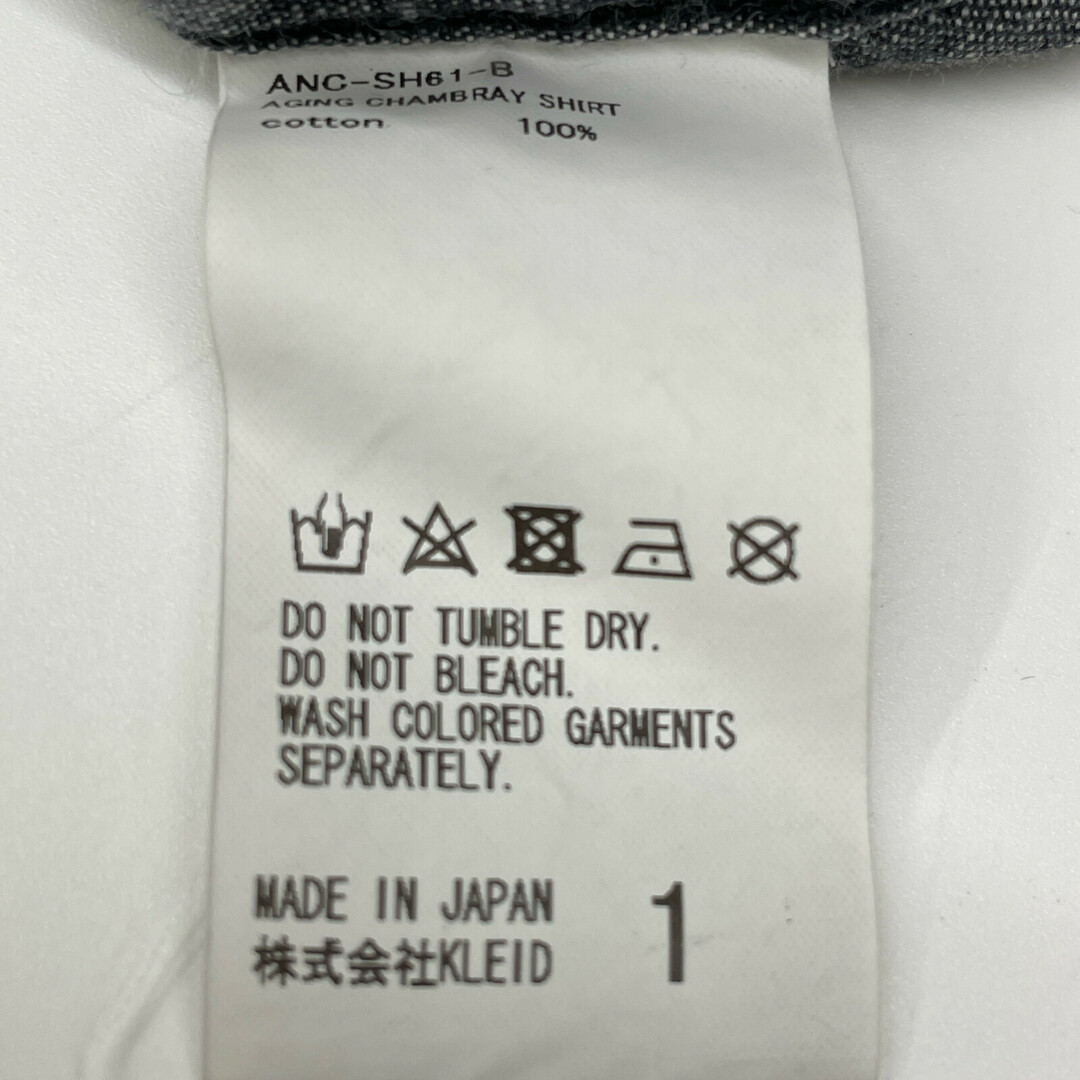 ANC-SH61-B
AGING CHAMBRAY SHIRT
cotton 100%
DO NOT TUMBLE DRY.
DO NOT BLEACH.
WASH COLORED GARMENTS
SEPARATELY.
MADE IN JAPAN 1
株式会社KLEID